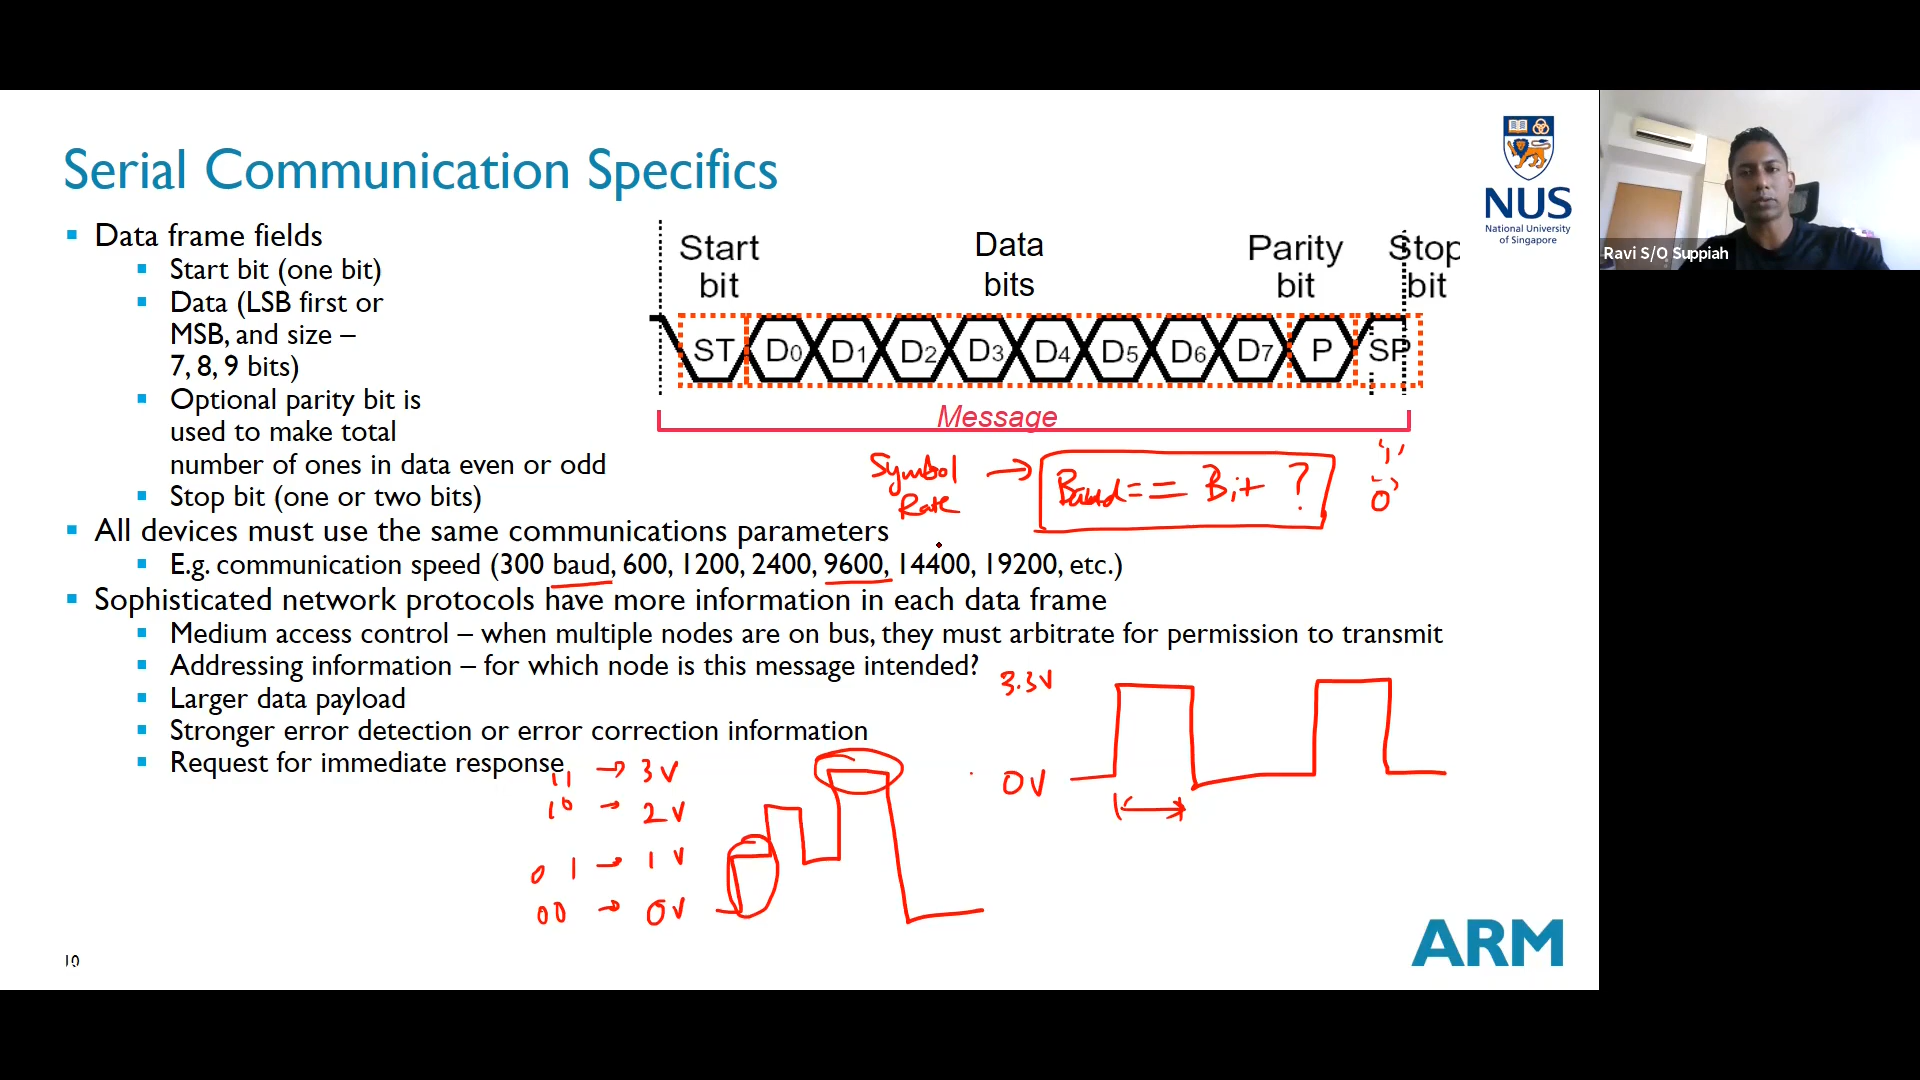 Serial Communication Specifics
Data frame fields
Start bit (one bit)
Data (LSB first or
MSB, and size –
7, 8, 9 bits)
Optional parity bit is
used to make total
number of ones in data even or odd
Stop bit (one or two bits)
All devices must use the same communications parameters
E.g. communication speed (300 baud, 600, 1200, 2400, 9600, 14400, 19200, etc.)
Sophisticated network protocols have more information in each data frame
Medium access control – when multiple nodes are on bus, they must arbitrate for permission to transmit
Addressing information – for which node is this message intended?
Larger data payload
Stronger error detection or error correction information
Request for immediate response
Start
bit
Data
bits
Parity
bit
Stop
bit
ST D0 D1 D2 D3 D4 D5 D6 D7 P SP
Message
Symbol
Rate
→ Baud == Bit ?
'1'
'0'
3.3V
0V
11 → 3V
10 → 2V
01 → 1V
00 → 0V
NUS
National University
of Singapore
Ravi S/O Suppiah
ARM
10